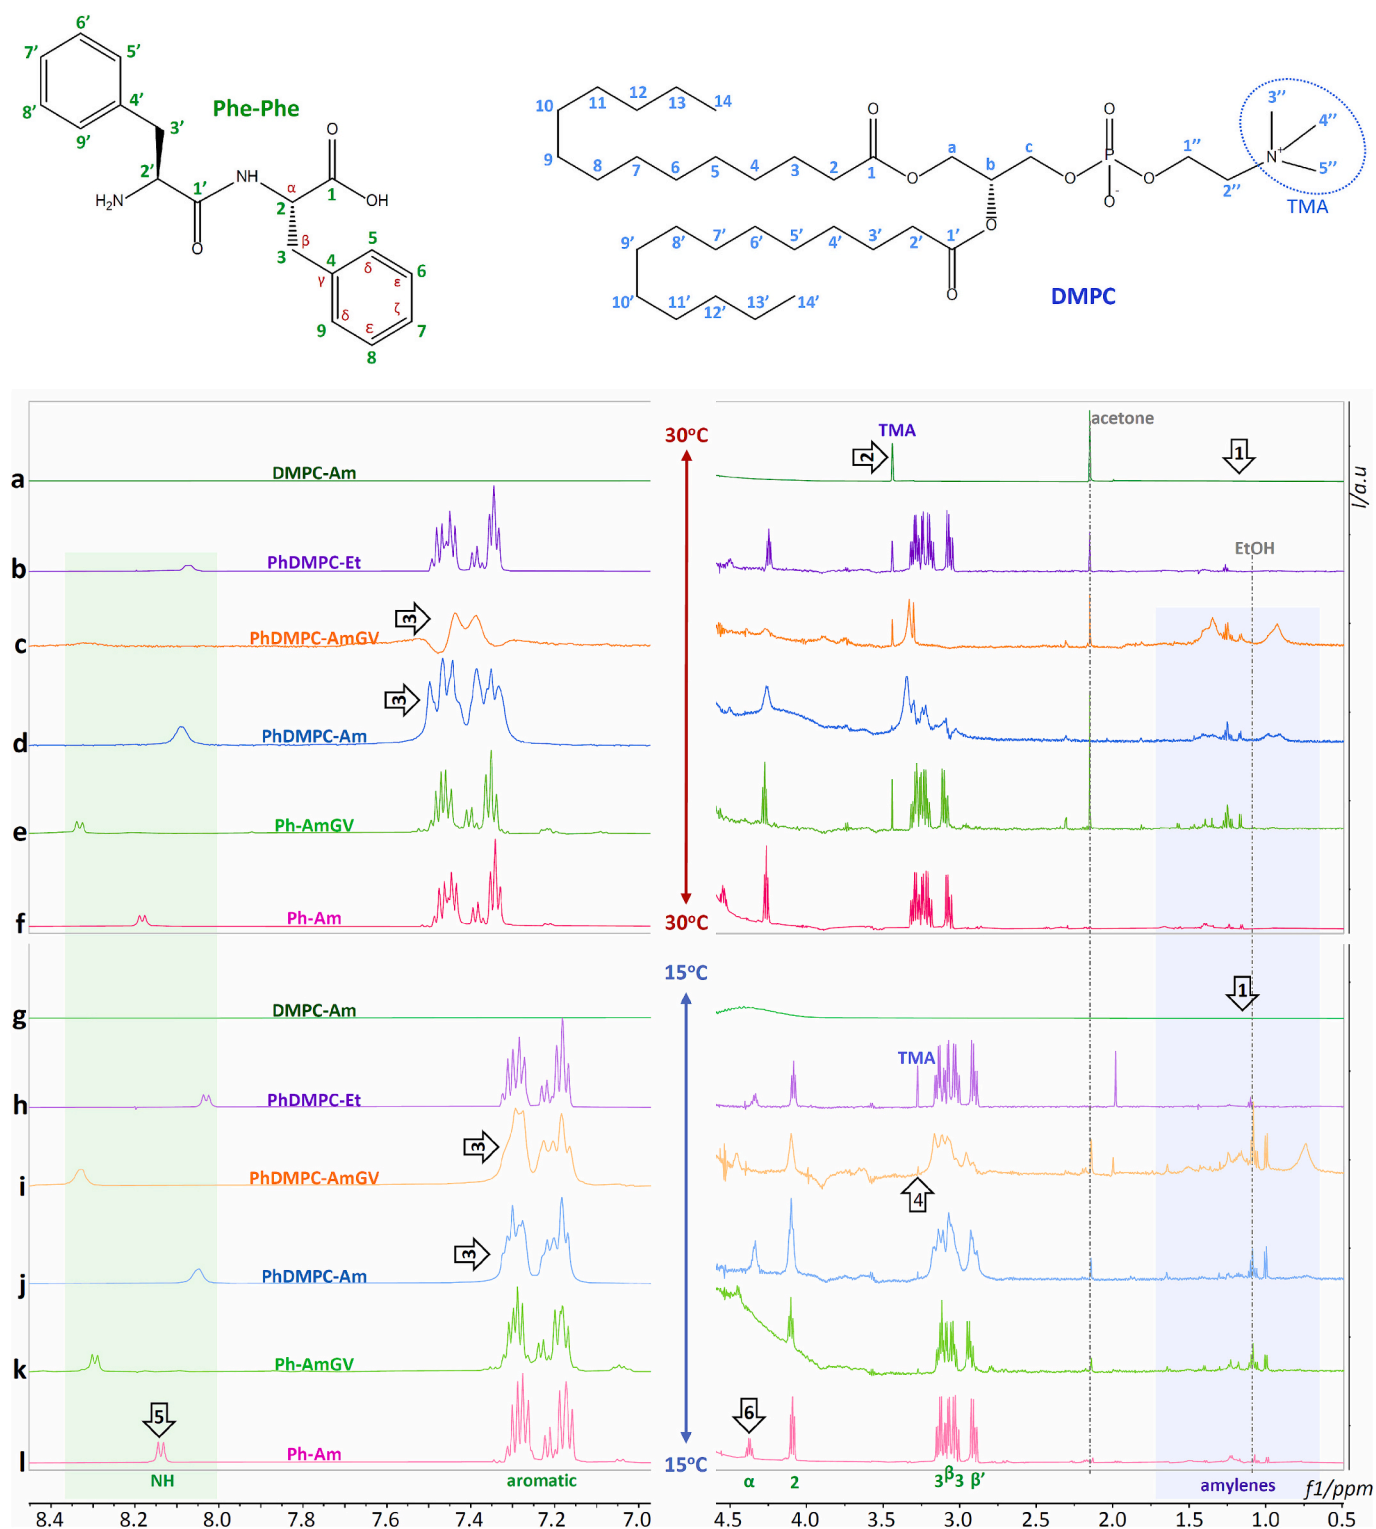 Phe-Phe
6’
7’
5’
8’
4’
9’
3’
2’
H₂N
1’
O
NH
α
2
1
O
OH
β
3
4
5
δ
γ
6
ε
ζ
δ
ε
9
7
8
10
11
12
13
14
9
8
7
6
5
4
3
2
1
O
O
a
b
c
O
O
P
O⁻
O
1’’
2’’
N⁺
3’’
4’’
5’’
TMA
O
9’
8’
7’
6’
5’
4’
3’
2’
1’
O
10’
11’
12’
13’
14’
DMPC
30°C
TMA
acetone
2
1
I/a.u
a DMPC-Am
b PhDMPC-Et
EtOH
3
c PhDMPC-AmGV
3
d PhDMPC-Am
e Ph-AmGV
f Ph-Am
30°C
15°C
g DMPC-Am
1
h PhDMPC-Et
TMA
3
i PhDMPC-AmGV
4
3
j PhDMPC-Am
k Ph-AmGV
5
6
l Ph-Am
15°C
NH aromatic α 2 3 β 3 β’ amylenes f1/ppm
8.4 8.2 8.0 7.8 7.6 7.4 7.2 7.0 4.5 4.0 3.5 3.0 2.5 2.0 1.5 1.0 0.5